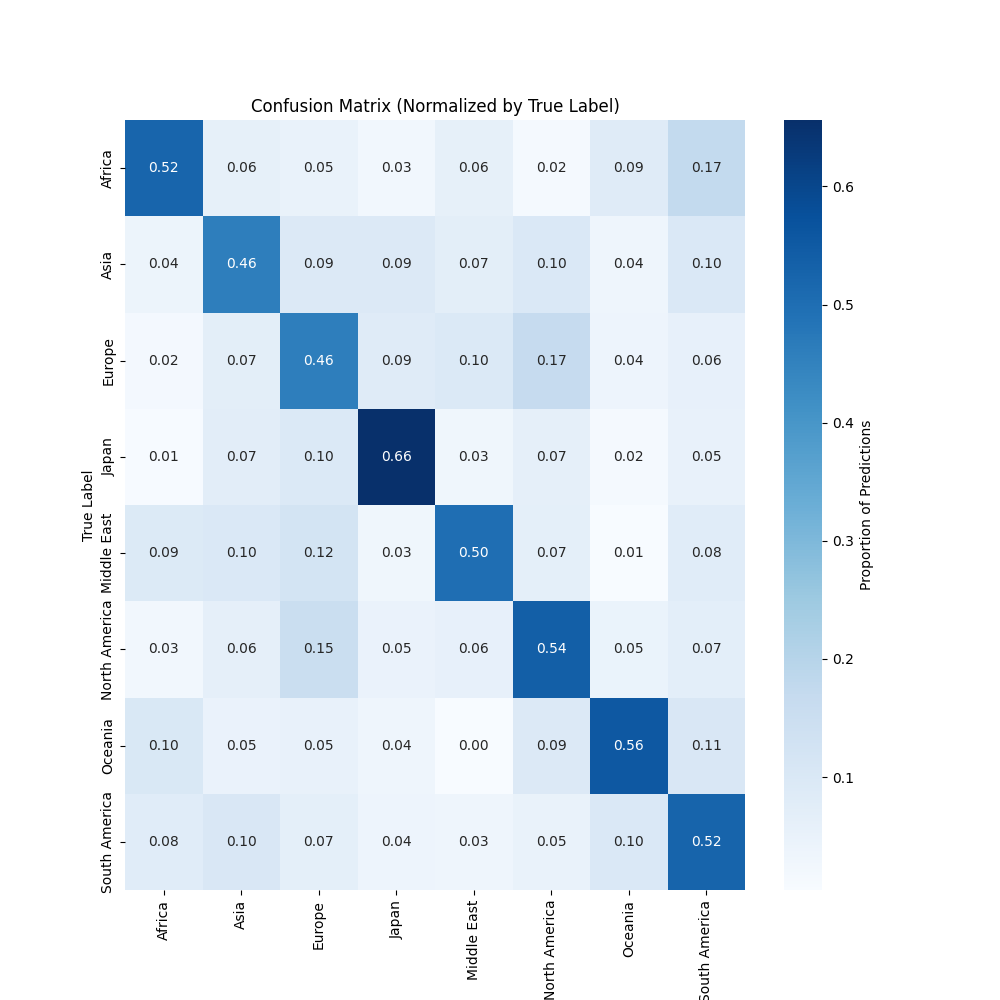 Confusion Matrix (Normalized by True Label)
True Label
Africa 0.52 0.06 0.05 0.03 0.06 0.02 0.09 0.17
Asia 0.04 0.46 0.09 0.09 0.07 0.10 0.04 0.10
Europe 0.02 0.07 0.46 0.09 0.10 0.17 0.04 0.06
Japan 0.01 0.07 0.10 0.66 0.03 0.07 0.02 0.05
Middle East 0.09 0.10 0.12 0.03 0.50 0.07 0.01 0.08
North America 0.03 0.06 0.15 0.05 0.06 0.54 0.05 0.07
Oceania 0.10 0.05 0.05 0.04 0.00 0.09 0.56 0.11
South America 0.08 0.10 0.07 0.04 0.03 0.05 0.10 0.52
Africa
Asia
Europe
Japan
Middle East
North America
Oceania
South America
0.6
0.5
0.4
0.3
0.2
0.1
Proportion of Predictions